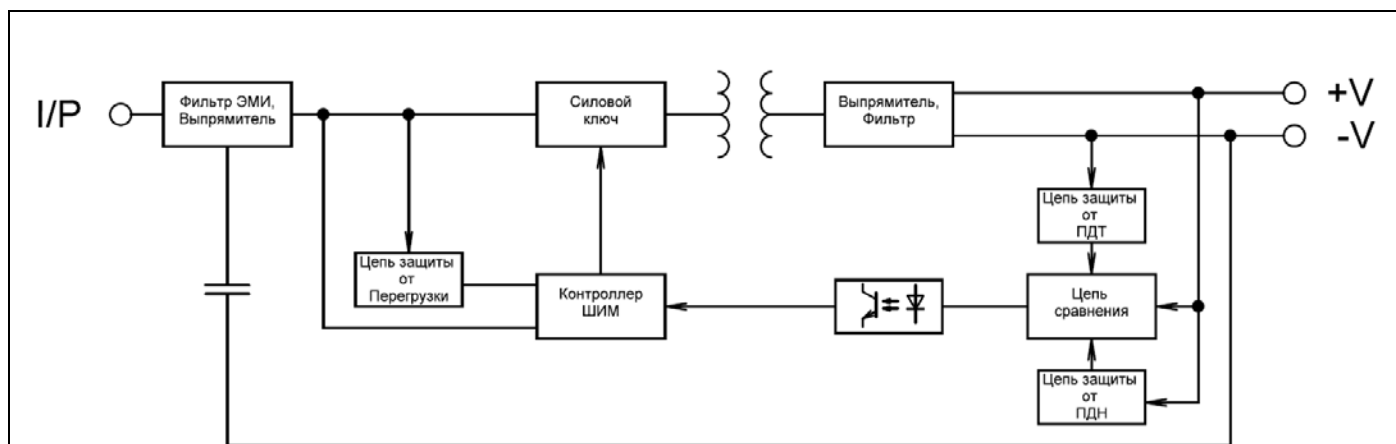 I/P
Фильтр ЭМИ,
Выпрямитель
Силовой
ключ
Выпрямитель,
Фильтр
+V
-V
Цепь защиты
от
ПДТ
Цепь защиты
от
Перегрузки
Контроллер
ШИМ
Цепь
сравнения
Цепь защиты
от
ПДН